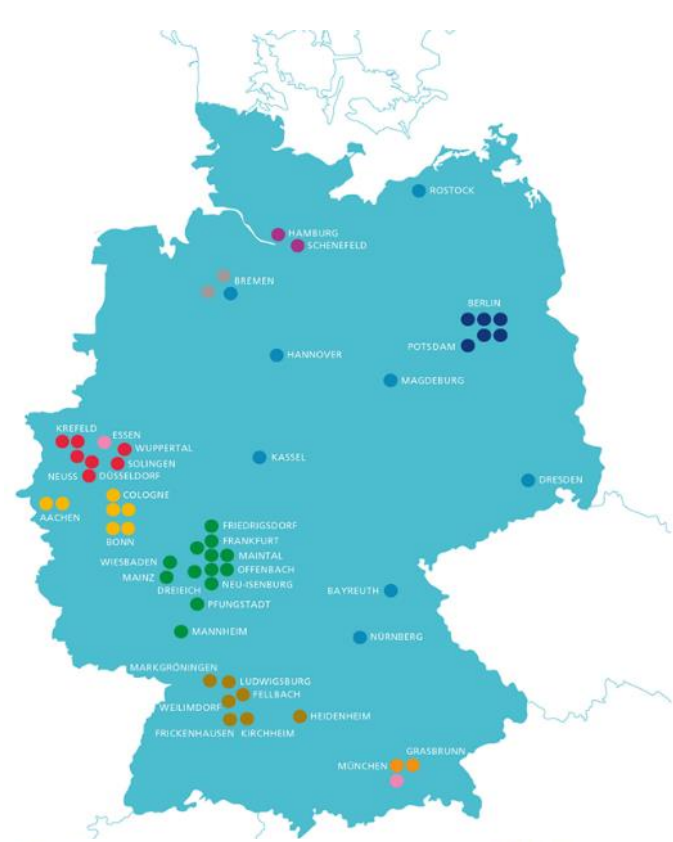 ROSTOCK
HAMBURG
SCHENEFELD
BREMEN
BERLIN
POTSDAM
HANNOVER
MAGDEBURG
KREFELD
ESSEN
WUPPERTAL
KASSEL
SOLINGEN
NEUSS
DÜSSELDORF
DRESDEN
COLOGNE
AACHEN
BONN
FRIEDRIGSDORF
FRANKFURT
MAINTAL
WIESBADEN
OFFENBACH
MAINZ
NEU-ISENBURG
DREIEICH
BAYREUTH
PFUNGSTADT
MANNHEIM
NÜRNBERG
MARKGRÖNINGEN
LUDWIGSBURG
FELLBACH
WEILIMDORF
HEIDENHEIM
FRICKENHAUSEN
KIRCHHEIM
GRASBRUNN
MÜNCHEN